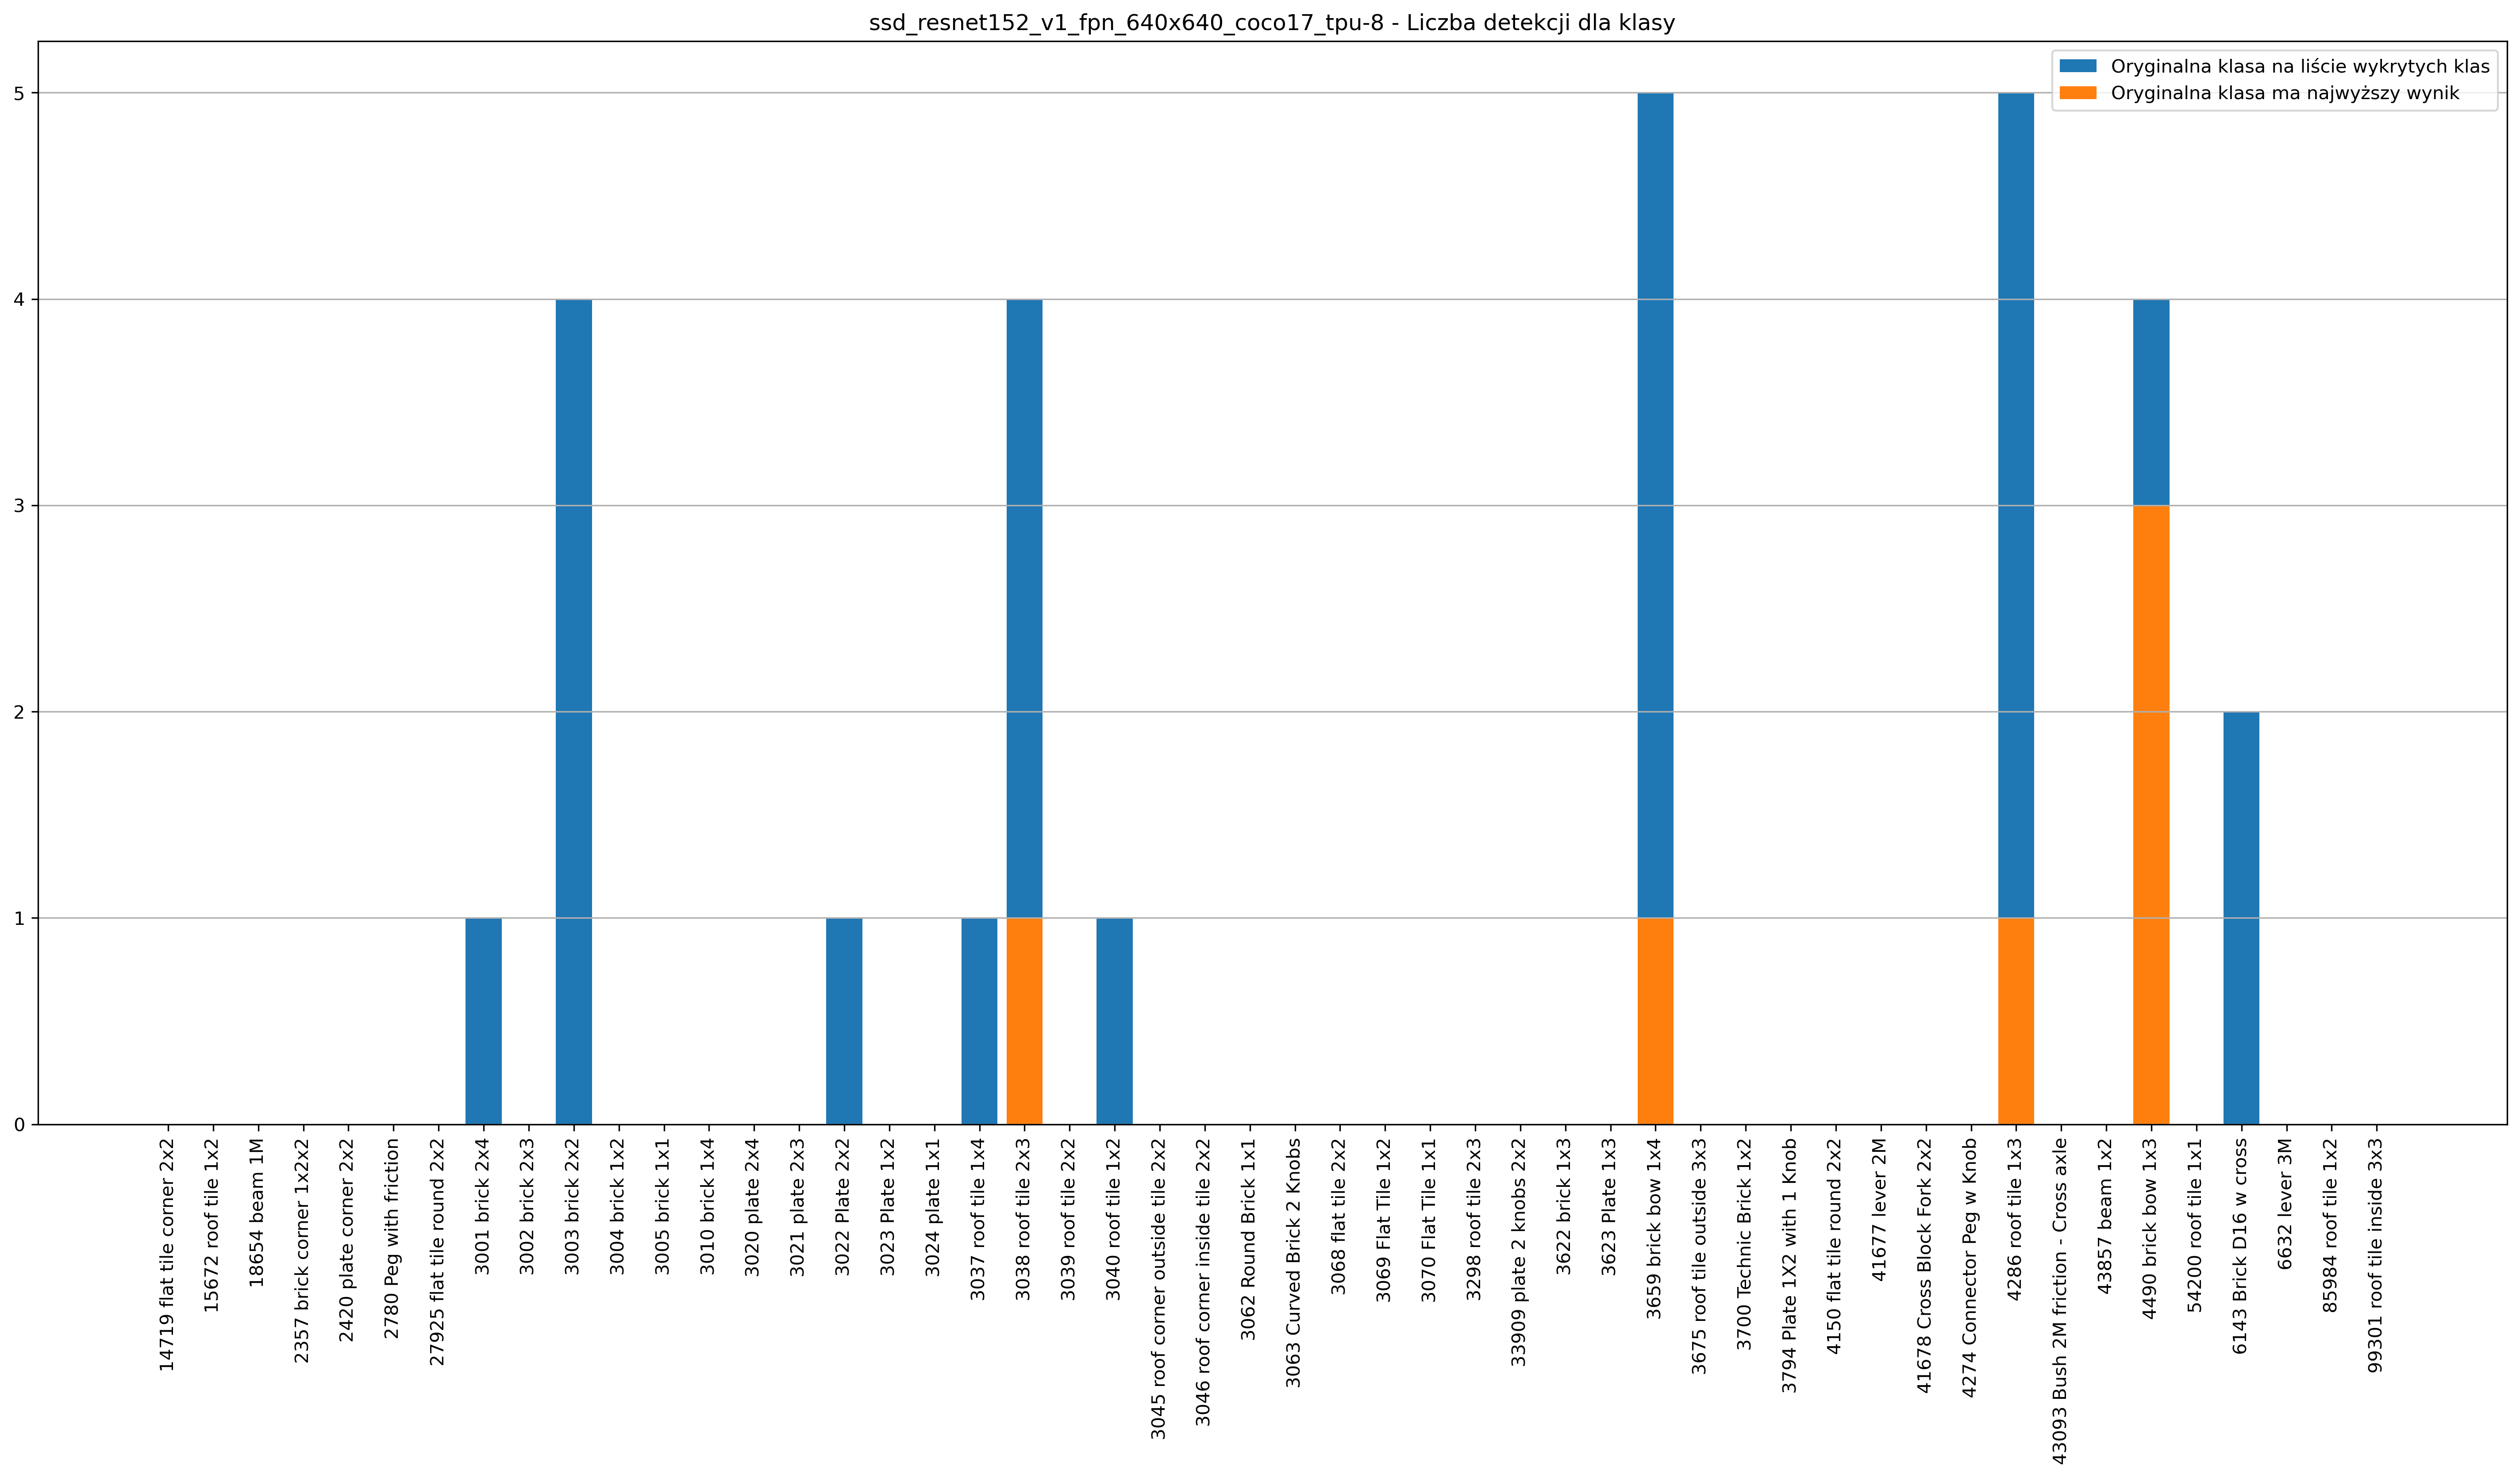 ssd_resnet152_v1_fpn_640x640_coco17_tpu-8 - Liczba detekcji dla klasy
Oryginalna klasa na liście wykrytych klas
Oryginalna klasa ma najwyższy wynik
5
4
3
2
1
0
14719 flat tile corner 2x2
15672 roof tile 1x2
18654 beam 1M
2357 brick corner 1x2x2
2420 plate corner 2x2
2780 Peg with friction
27925 flat tile round 2x2
3001 brick 2x4
3002 brick 2x3
3003 brick 2x2
3004 brick 1x2
3005 brick 1x1
3010 brick 1x4
3020 plate 2x4
3021 plate 2x3
3022 Plate 2x2
3023 Plate 1x2
3024 plate 1x1
3037 roof tile 1x4
3038 roof tile 2x3
3039 roof tile 2x2
3040 roof tile 1x2
3045 roof corner outside tile 2x2
3046 roof corner inside tile 2x2
3062 Round Brick 1x1
3063 Curved Brick 2 Knobs
3068 flat tile 2x2
3069 Flat Tile 1x2
3070 Flat Tile 1x1
3298 roof tile 2x3
33909 plate 2 knobs 2x2
3622 brick 1x3
3623 Plate 1x3
3659 brick bow 1x4
3675 roof tile outside 3x3
3700 Technic Brick 1x2
3794 Plate 1X2 with 1 Knob
4150 flat tile round 2x2
41677 lever 2M
41678 Cross Block Fork 2x2
4274 Connector Peg w Knob
4286 roof tile 1x3
43093 Bush 2M friction - Cross axle
43857 beam 1x2
4490 brick bow 1x3
54200 roof tile 1x1
6143 Brick D16 w cross
6632 lever 3M
85984 roof tile 1x2
99301 roof tile inside 3x3